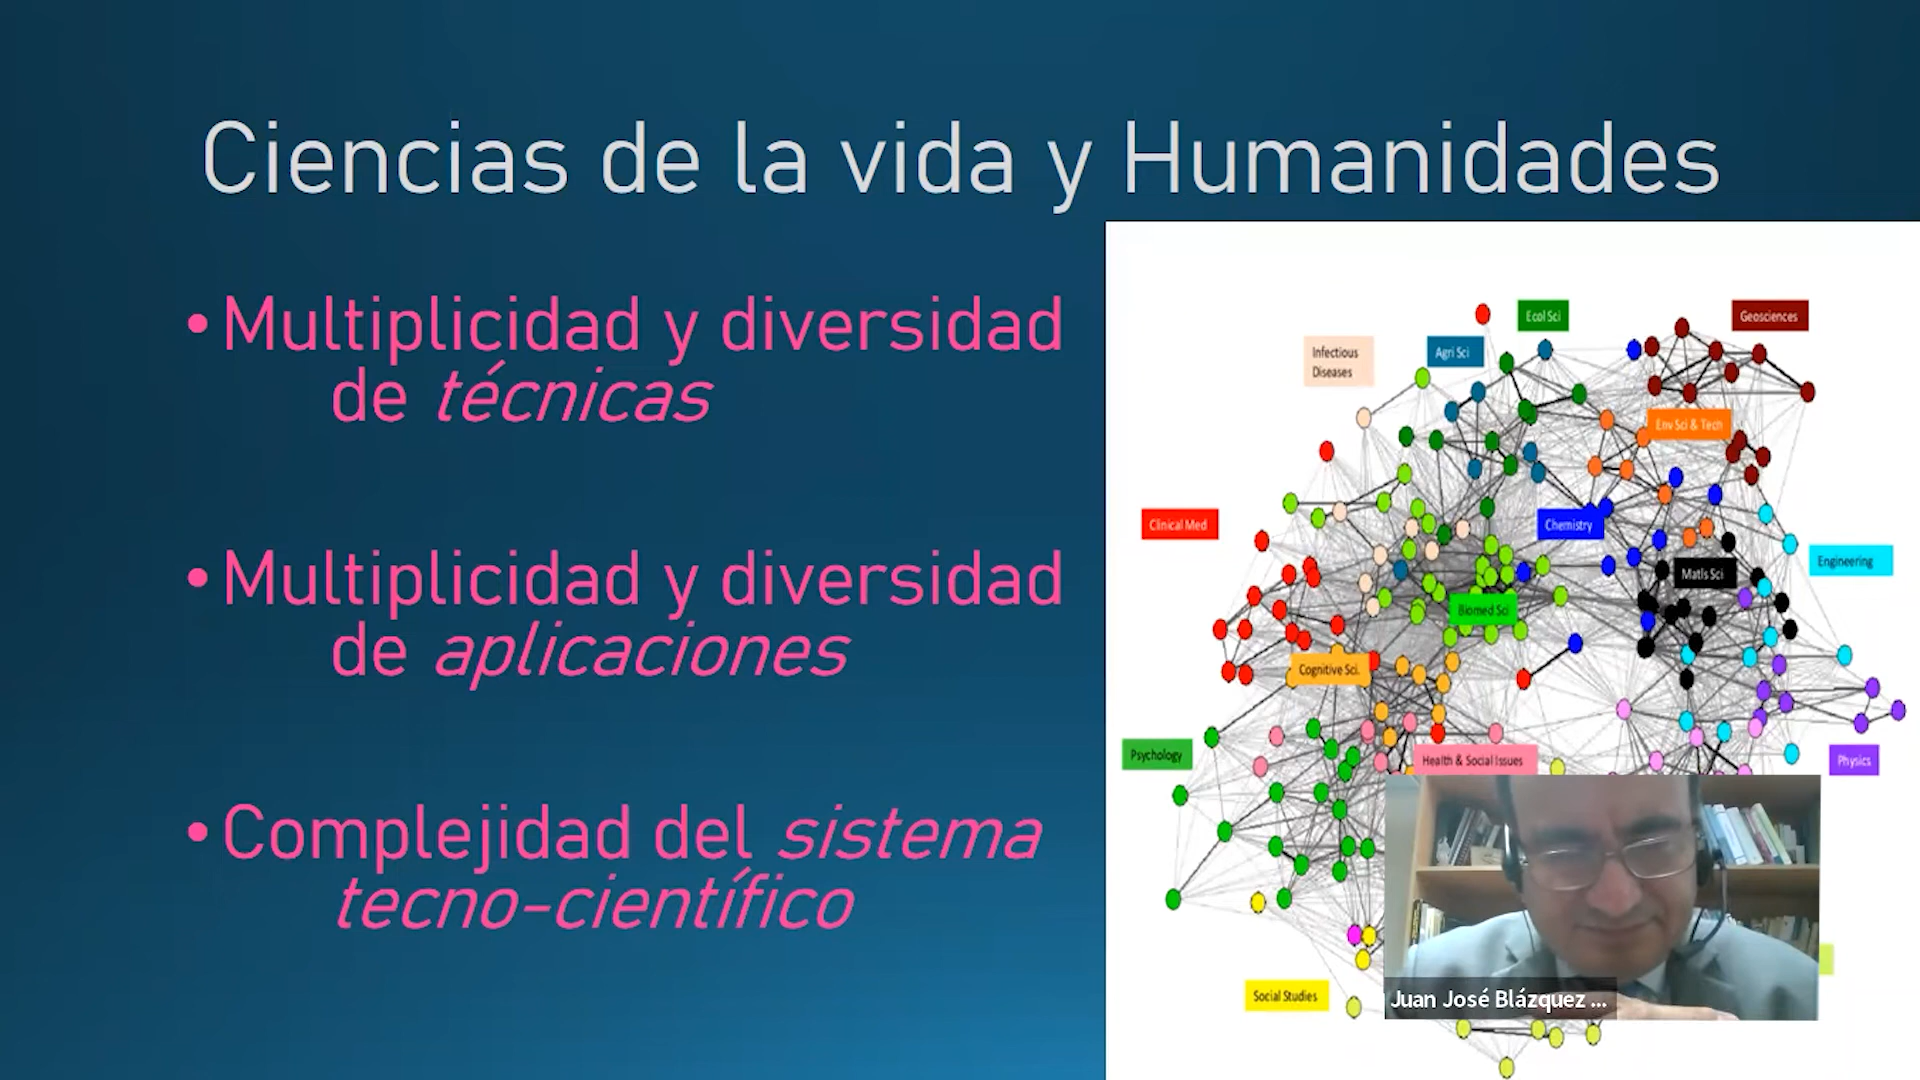 Ciencias de la vida y Humanidades
•Multiplicidad y diversidad
de técnicas
•Multiplicidad y diversidad
de aplicaciones
•Complejidad del sistema
tecno-científico
Ecol Sci
Geosciences
Infectious
Diseases
Agri Sci
Env Sci & Tech
Clinical Med
Chemistry
Engineering
Matls Sci
Biomed Sci
Cognitive Sci.
Psychology
Health & Social Issues
Physics
Social Studies
Juan José Blázquez ...